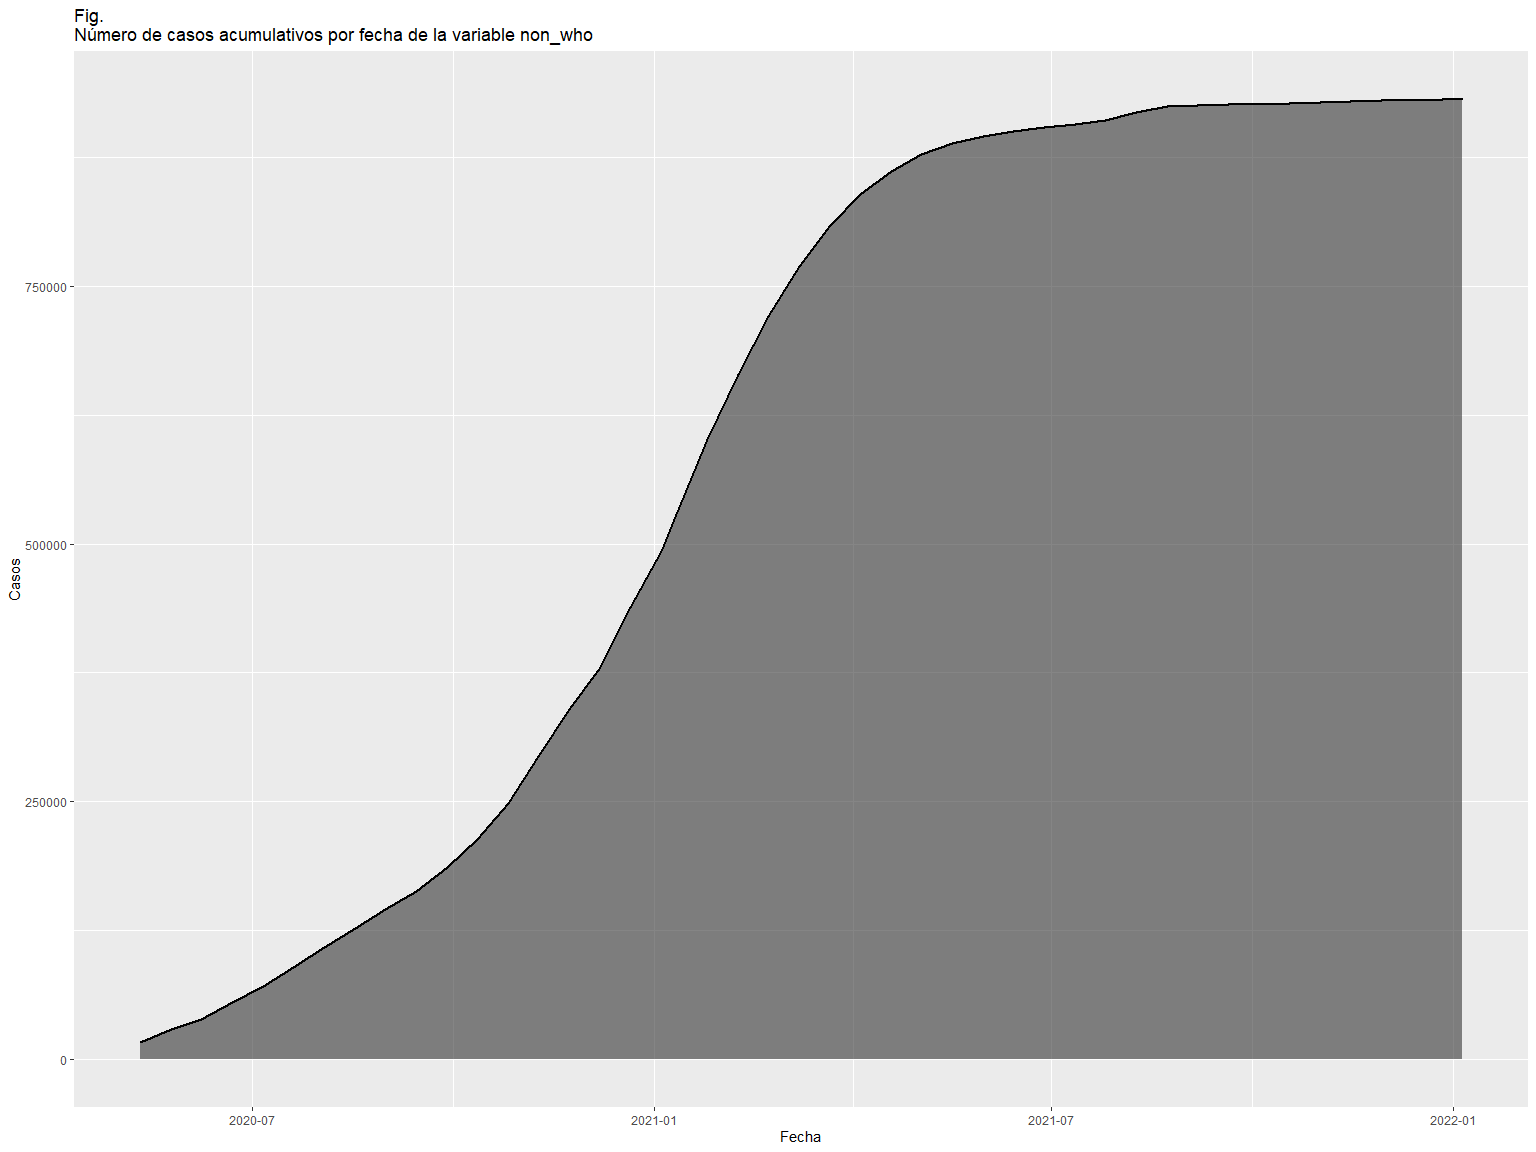 Fig.
Número de casos acumulativos por fecha de la variable non_who
750000
500000
250000
0
Casos
2020-07
2021-01
2021-07
2022-01
Fecha